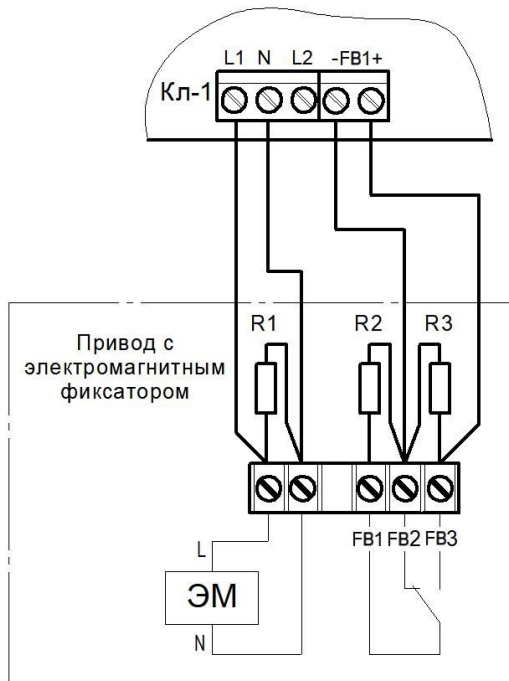 L1 N L2 -FB1+
Кл-1
R1 R2 R3
Привод с
электромагнитным
фиксатором
FB1 FB2 FB3
L
ЭМ
N